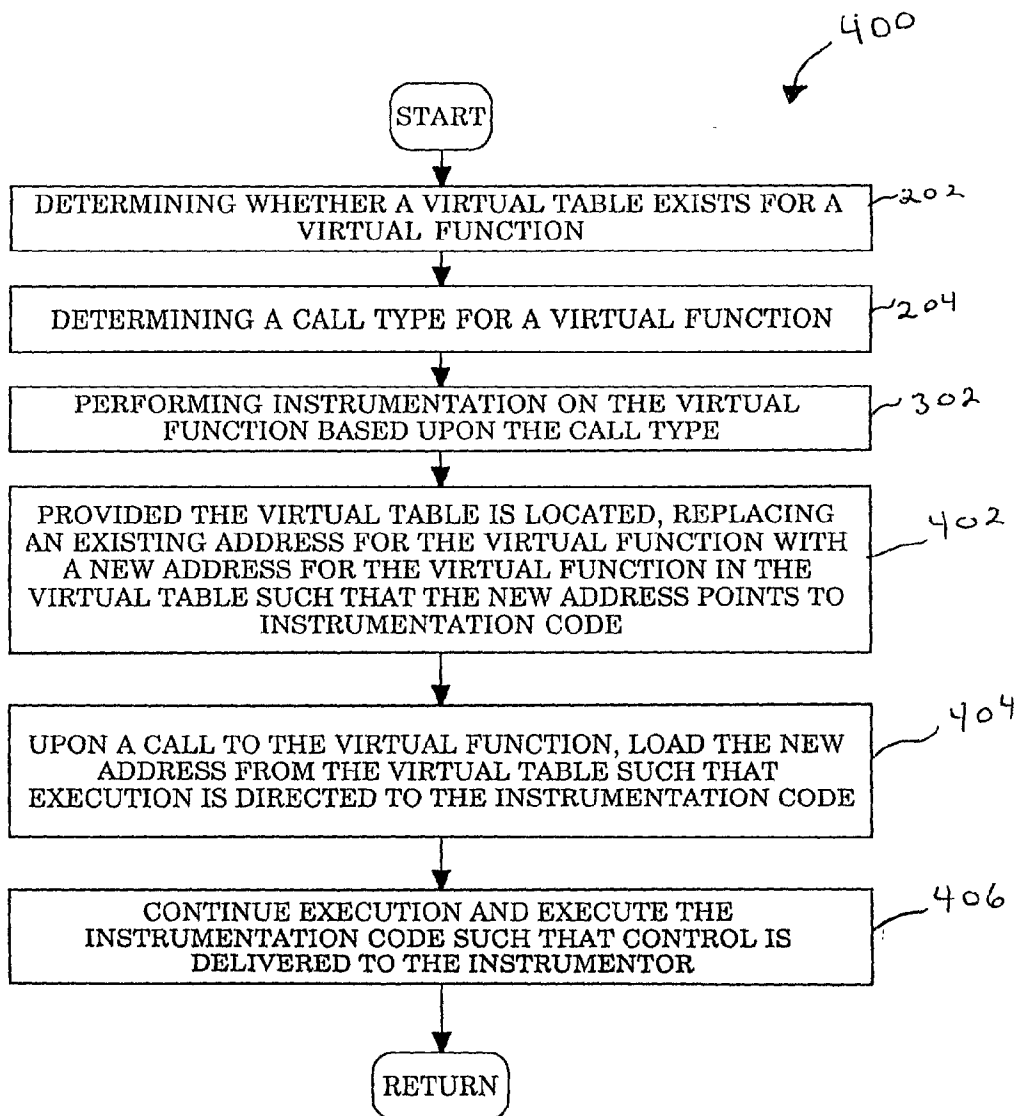 400
START
DETERMINING WHETHER A VIRTUAL TABLE EXISTS FOR A
VIRTUAL FUNCTION
202
DETERMINING A CALL TYPE FOR A VIRTUAL FUNCTION
204
PERFORMING INSTRUMENTATION ON THE VIRTUAL
FUNCTION BASED UPON THE CALL TYPE
302
PROVIDED THE VIRTUAL TABLE IS LOCATED, REPLACING
AN EXISTING ADDRESS FOR THE VIRTUAL FUNCTION WITH
A NEW ADDRESS FOR THE VIRTUAL FUNCTION IN THE
VIRTUAL TABLE SUCH THAT THE NEW ADDRESS POINTS TO
INSTRUMENTATION CODE
402
UPON A CALL TO THE VIRTUAL FUNCTION, LOAD THE NEW
ADDRESS FROM THE VIRTUAL TABLE SUCH THAT
EXECUTION IS DIRECTED TO THE INSTRUMENTATION CODE
404
CONTINUE EXECUTION AND EXECUTE THE
INSTRUMENTATION CODE SUCH THAT CONTROL IS
DELIVERED TO THE INSTRUMENTOR
406
RETURN